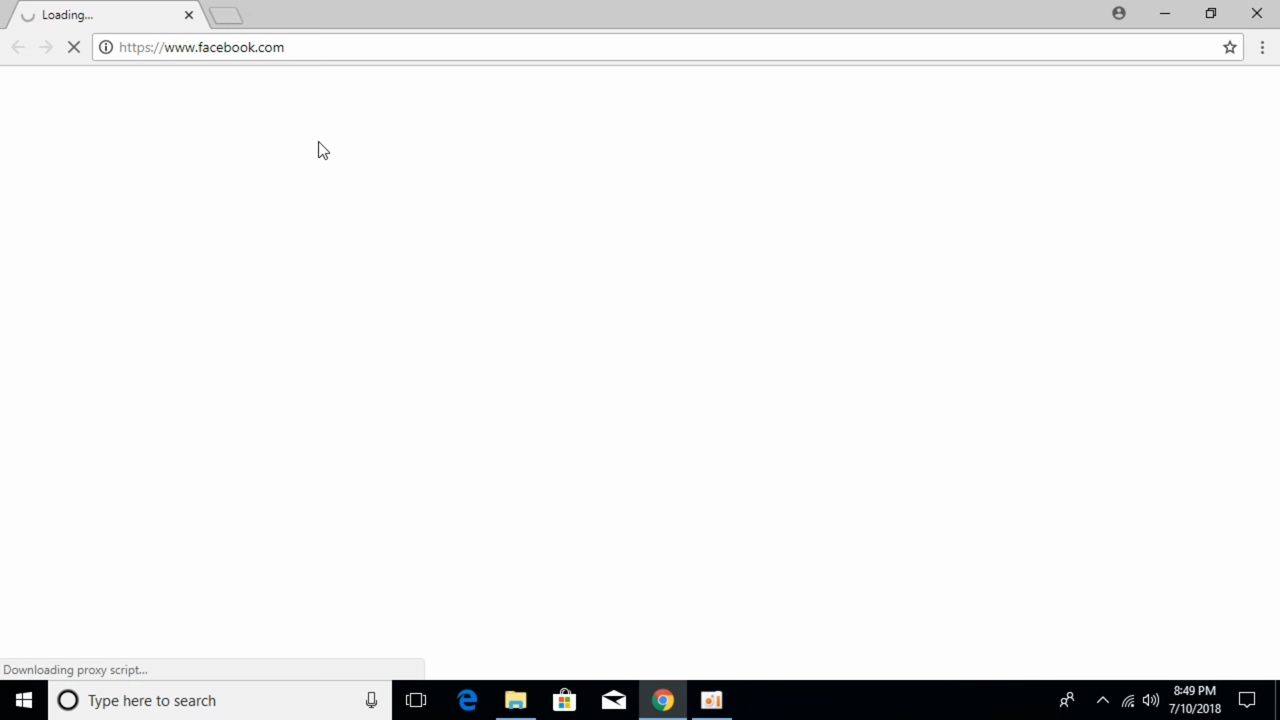 Loading...
https://www.facebook.com
Downloading proxy script...
Type here to search
8:49 PM
7/10/2018